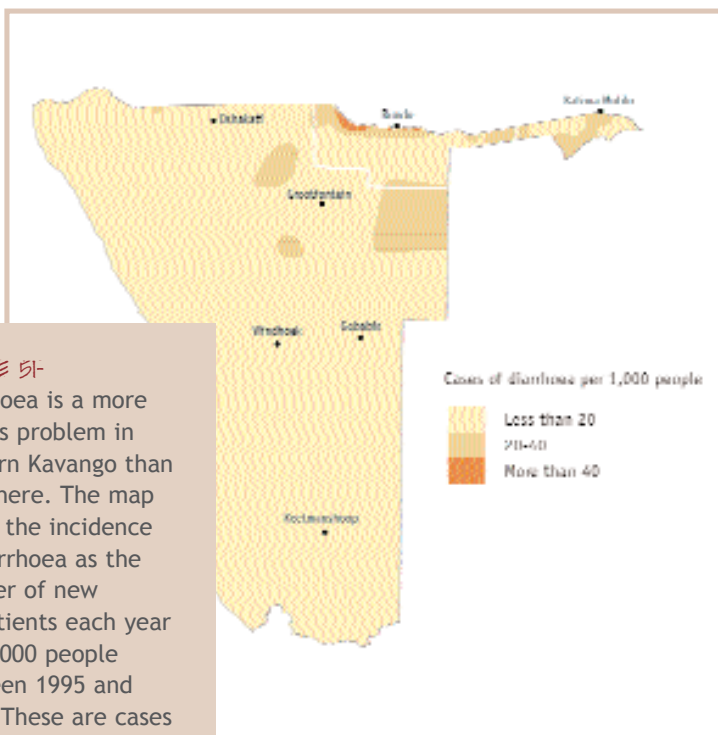 Katima Mulilo
Rundu
Oshakati
Grootfontein
Windhoek
Gobabis
Cases of diarrhoea per 1,000 people
Less than 20
20-40
More than 40
Keetmanshoop
oea is a more
s problem in
rn Kavango than
here. The map
the incidence
rrhoea as the
er of new
tients each year
000 people
een 1995 and
These are cases